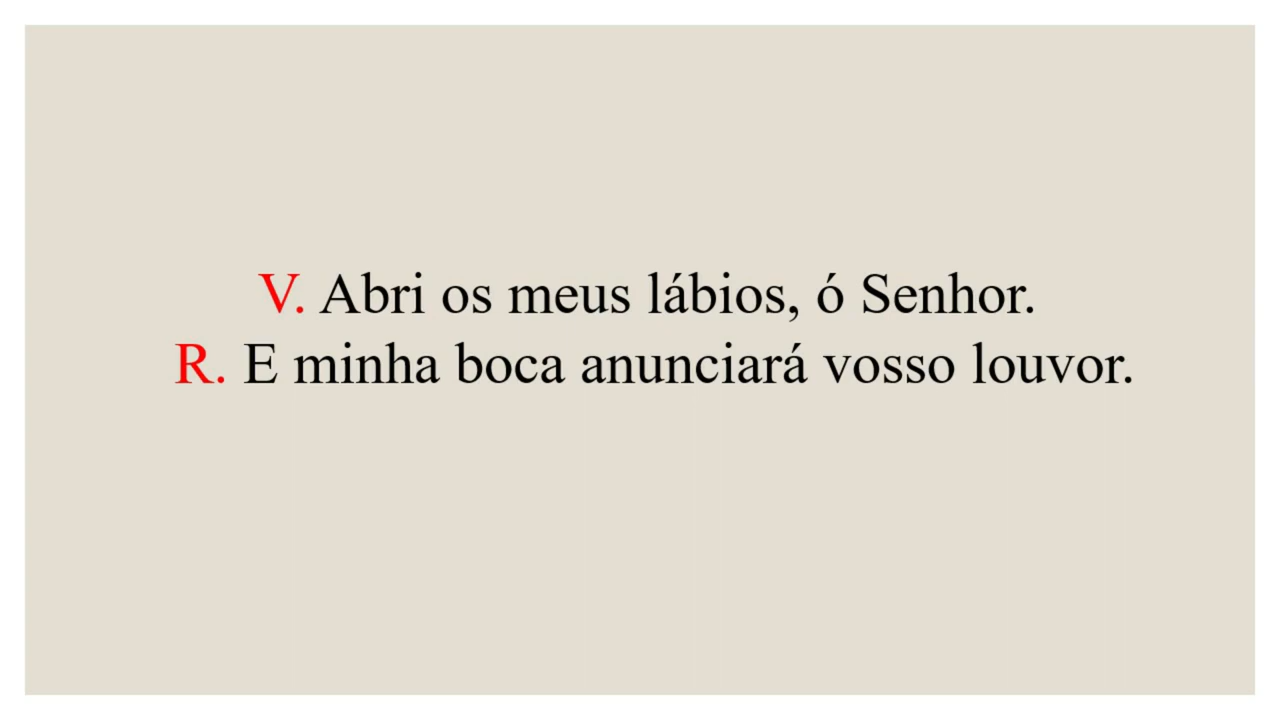 V. Abri os meus lábios, ó Senhor.
R. E minha boca anunciará vosso louvor.